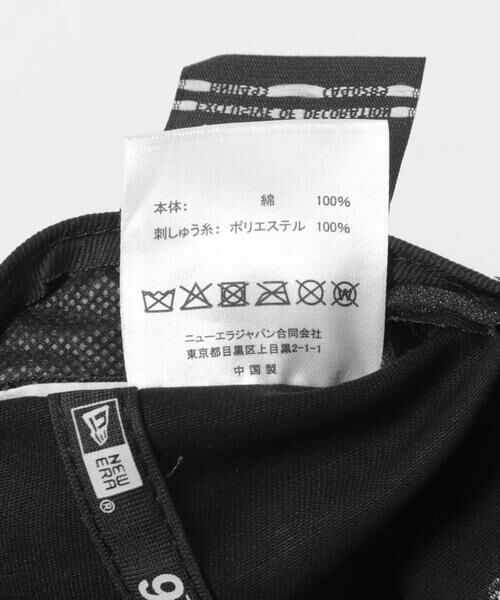 EXCLUSIVE OF DECORATION
本体: 綿 100%
刺しゅう糸: ポリエステル 100%
W
ニューエラジャパン合同会社
東京都目黒区上目黒2-1-1
中国製
NEW
ERA
®
9